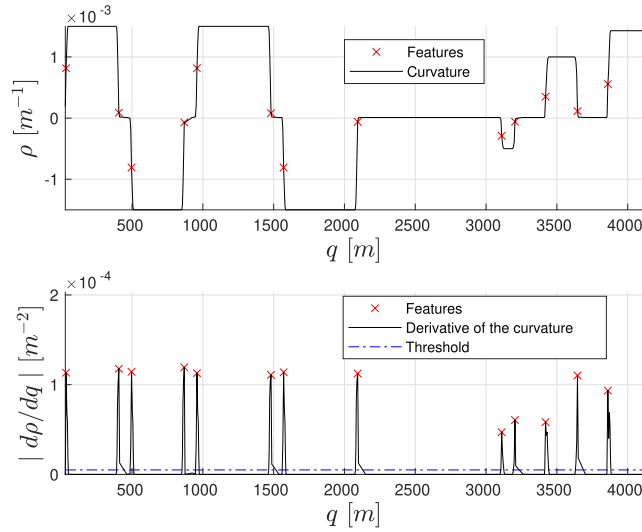 ×10⁻³
1
0
-1
ρ [m⁻¹]
Features
Curvature
500 1000 1500 2000 2500 3000 3500 4000
q [m]
×10⁻⁴
2
1
0
| dρ/dq | [m⁻²]
Features
Derivative of the curvature
Threshold
500 1000 1500 2000 2500 3000 3500 4000
q [m]